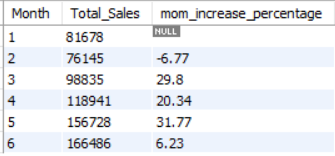 Month Total_Sales mom_increase_percentage
1 81678 NULL
2 76145 -6.77
3 98835 29.8
4 118941 20.34
5 156728 31.77
6 166486 6.23